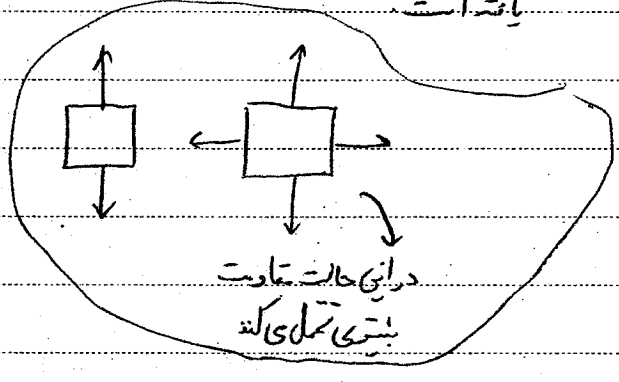 یافته است.
در این حالت مقاومت
بیشتری تحمل می کند